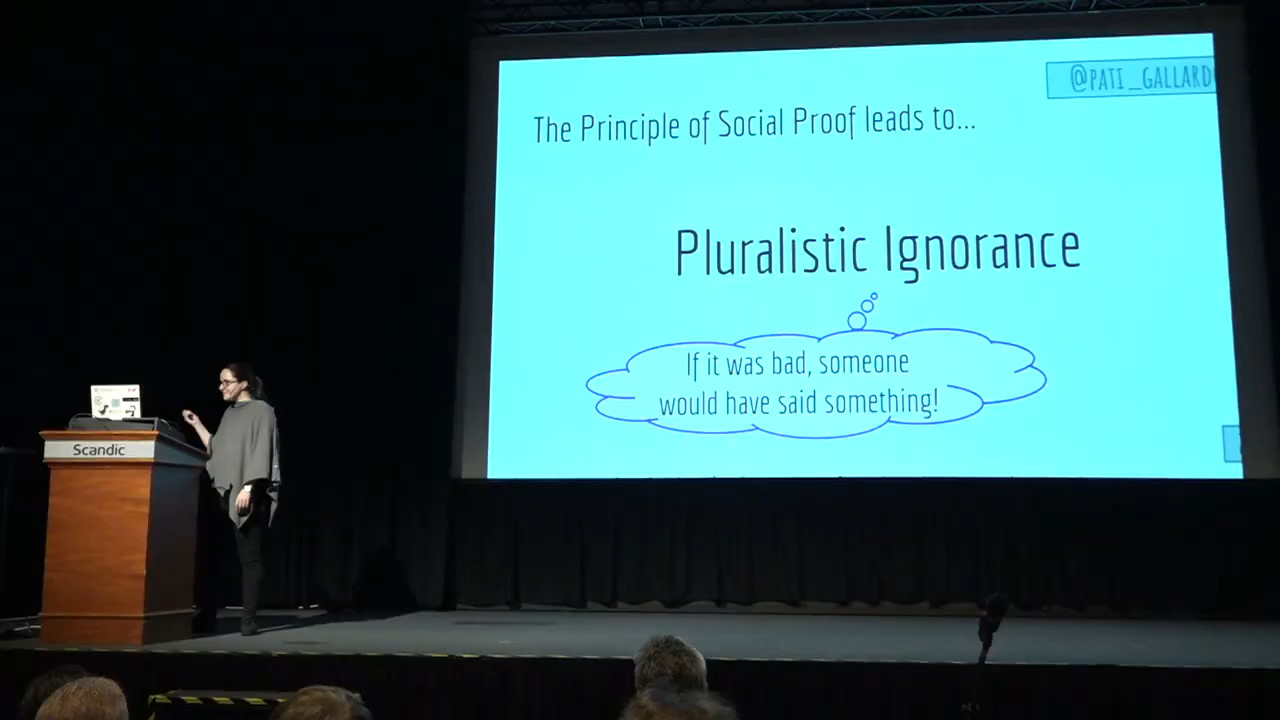 @PATI_GALLARD
The Principle of Social Proof leads to...
Pluralistic Ignorance
If it was bad, someone
would have said something!
Scandic